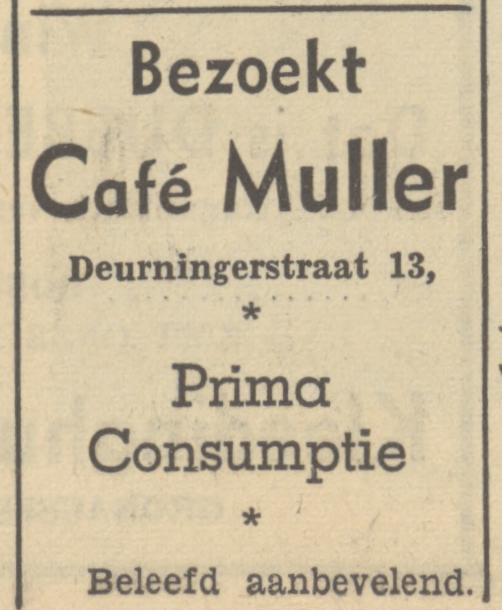 Bezoekt
Café Muller
Deurningerstraat 13,
*
Prima
Consumptie
*
Beleefd aanbevelend.